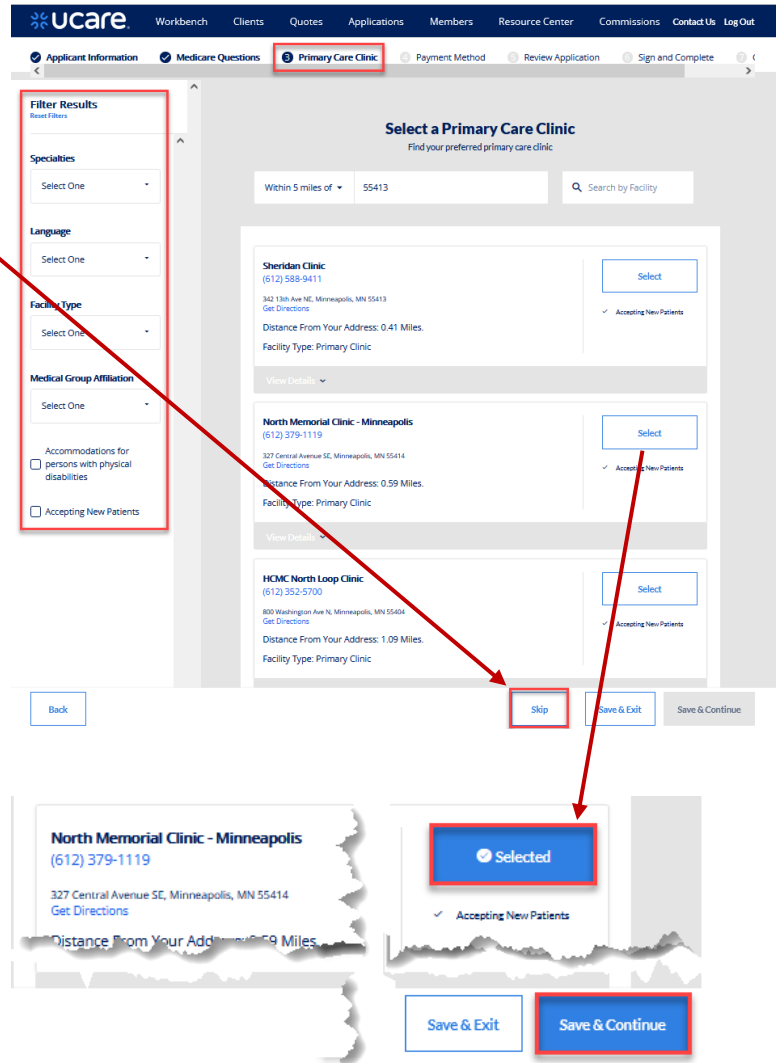 ucare.
Workbench Clients Quotes Applications Members Resource Center Commissions Contact Us Log Out
Applicant Information Medicare Questions 3 Primary Care Clinic 4 Payment Method 5 Review Application 6 Sign and Complete 7
Filter Results
Reset Filters
Specialties
Select One
Language
Select One
Facility Type
Select One
Medical Group Affiliation
Select One
Accommodations for
persons with physical
disabilities
Accepting New Patients
Select a Primary Care Clinic
Find your preferred primary care clinic
Within 5 miles of 55413 Search by Facility
Sheridan Clinic
(612) 588-9411
342 13th Ave NE, Minneapolis, MN 55413
Get Directions
Distance From Your Address: 0.41 Miles.
Facility Type: Primary Clinic
Select
Accepting New Patients
View Details
North Memorial Clinic - Minneapolis
(612) 379-1119
327 Central Avenue SE, Minneapolis, MN 55414
Get Directions
Distance From Your Address: 0.59 Miles.
Facility Type: Primary Clinic
Select
Accepting New Patients
View Details
HCMC North Loop Clinic
(612) 352-5700
800 Washington Ave N, Minneapolis, MN 55404
Get Directions
Distance From Your Address: 1.09 Miles.
Facility Type: Primary Clinic
Select
Accepting New Patients
Back Skip Save & Exit Save & Continue
North Memorial Clinic - Minneapolis
(612) 379-1119
327 Central Avenue SE, Minneapolis, MN 55414
Get Directions
Distance From Your Address: 0.59 Miles.
Selected
Accepting New Patients
Save & Exit Save & Continue